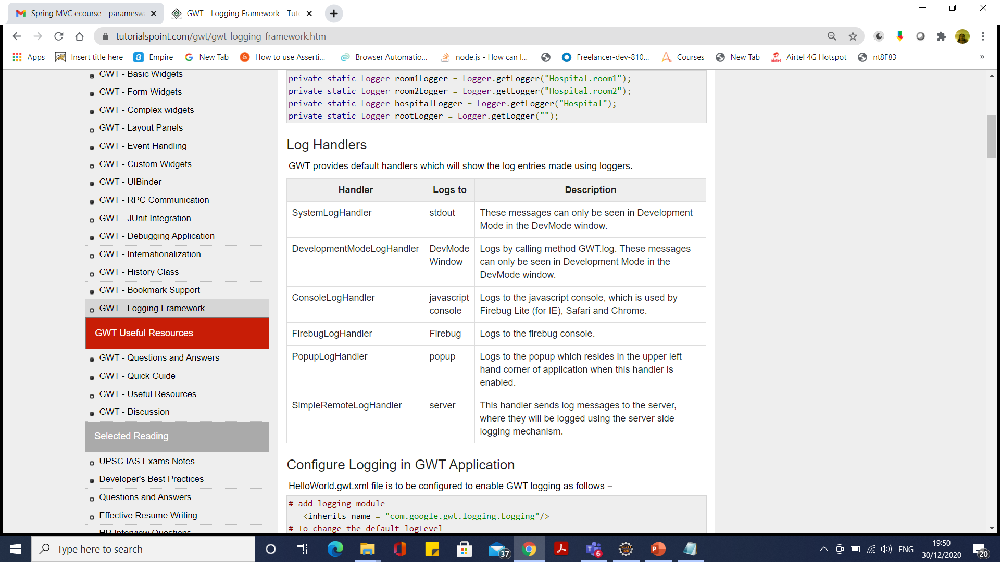 Spring MVC ecourse - parameswa
GWT - Logging Framework - Tuto
tutorialspoint.com/gwt/gwt_logging_framework.htm
Apps
Insert title here
Empire
New Tab
How to use Asserti...
Browser Automatio...
node.js - How can I...
Freelancer-dev-810...
Courses
New Tab
Airtel 4G Hotspot
nt8F83
»
GWT - Basic Widgets
GWT - Form Widgets
GWT - Complex widgets
GWT - Layout Panels
GWT - Event Handling
GWT - Custom Widgets
GWT - UIBinder
GWT - RPC Communication
GWT - JUnit Integration
GWT - Debugging Application
GWT - Internationalization
GWT - History Class
GWT - Bookmark Support
GWT - Logging Framework
GWT Useful Resources
GWT - Questions and Answers
GWT - Quick Guide
GWT - Useful Resources
GWT - Discussion
Selected Reading
UPSC IAS Exams Notes
Developer's Best Practices
Questions and Answers
Effective Resume Writing
HR Interview Questions
private static Logger room1Logger = Logger.getLogger("Hospital.room1");
private static Logger room2Logger = Logger.getLogger("Hospital.room2");
private static Logger hospitalLogger = Logger.getLogger("Hospital");
private static Logger rootLogger = Logger.getLogger("");
Log Handlers
GWT provides default handlers which will show the log entries made using loggers.
Handler Logs to Description
SystemLogHandler stdout These messages can only be seen in Development
Mode in the DevMode window.
DevelopmentModeLogHandler DevMode Logs by calling method GWT.log. These messages
Window can only be seen in Development Mode in the
DevMode window.
ConsoleLogHandler javascript Logs to the javascript console, which is used by
console Firebug Lite (for IE), Safari and Chrome.
FirebugLogHandler Firebug Logs to the firebug console.
PopupLogHandler popup Logs to the popup which resides in the upper left
hand corner of application when this handler is
enabled.
SimpleRemoteLogHandler server This handler sends log messages to the server,
where they will be logged using the server side
logging mechanism.
Configure Logging in GWT Application
HelloWorld.gwt.xml file is to be configured to enable GWT logging as follows −
# add logging module
<inherits name = "com.google.gwt.logging.Logging"/>
# To change the default logLevel
Type here to search
37
6
ENG
19:50
30/12/2020
20